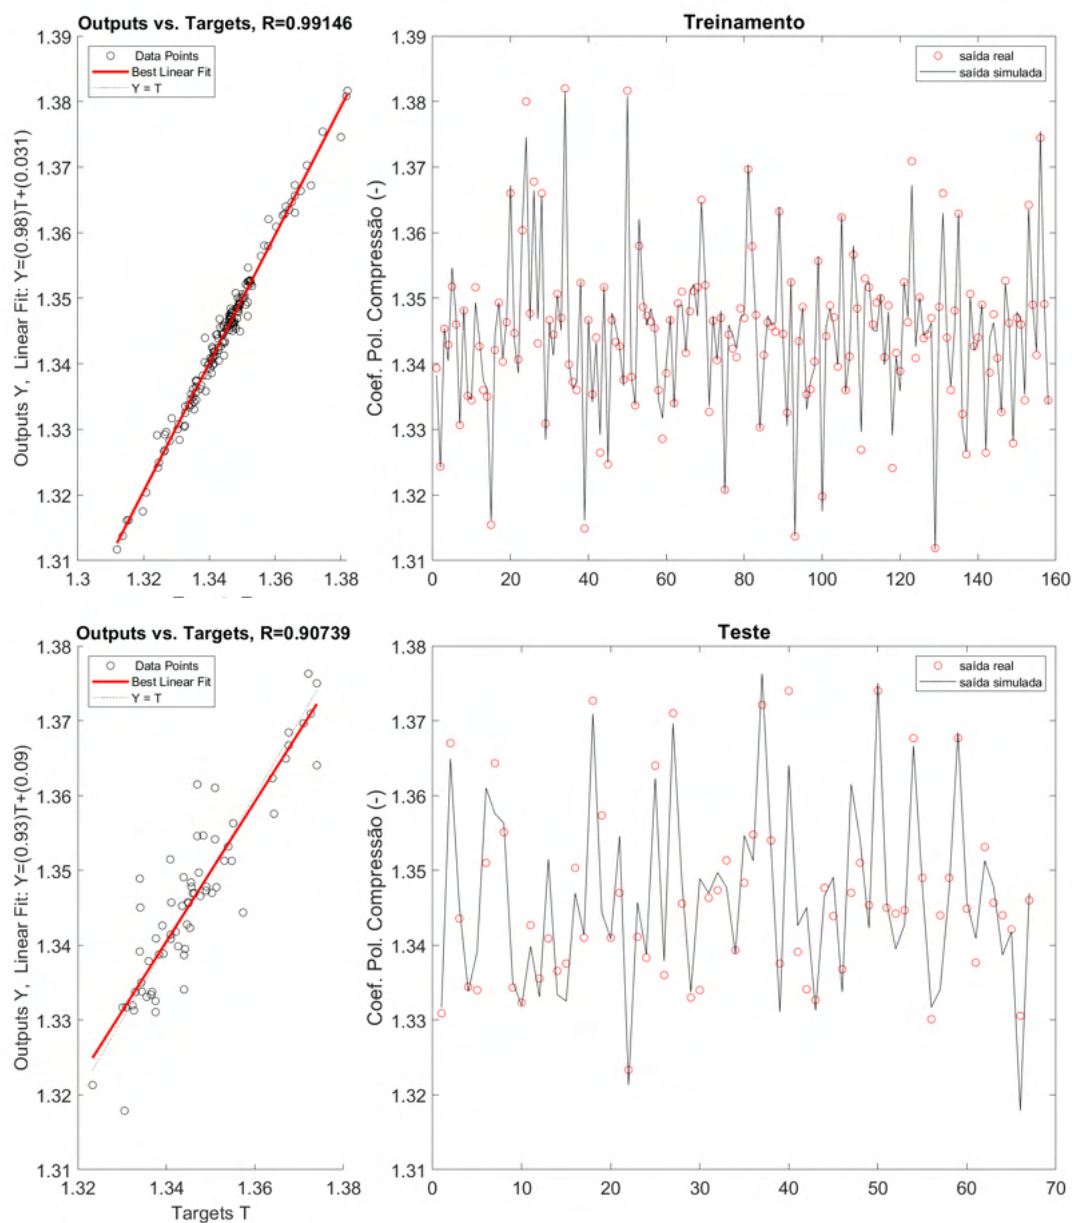 Outputs vs. Targets, R=0.99146
Data Points
Best Linear Fit
Y = T
Outputs Y, Linear Fit: Y=(0.98)T+(0.031)
1.39
1.38
1.37
1.36
1.35
1.34
1.33
1.32
1.31
1.3 1.32 1.34 1.36 1.38
Treinamento
saída real
saída simulada
Coef. Pol. Compressão (-)
1.39
1.38
1.37
1.36
1.35
1.34
1.33
1.32
1.31
0 20 40 60 80 100 120 140 160
Outputs vs. Targets, R=0.90739
Data Points
Best Linear Fit
Y = T
Outputs Y, Linear Fit: Y=(0.93)T+(0.09)
1.38
1.37
1.36
1.35
1.34
1.33
1.32
1.31
1.32 1.34 1.36 1.38
Targets T
Teste
saída real
saída simulada
Coef. Pol. Compressão (-)
1.38
1.37
1.36
1.35
1.34
1.33
1.32
1.31
0 10 20 30 40 50 60 70